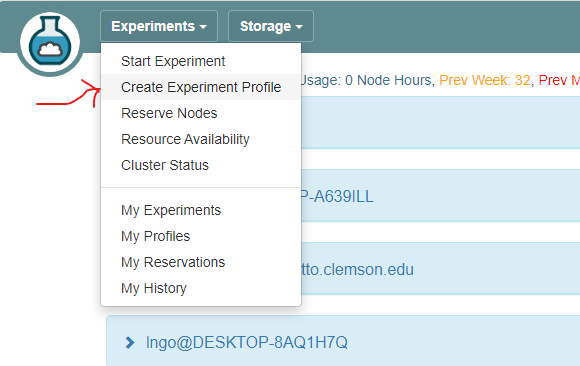 Experiments Storage
Start Experiment
Create Experiment Profile
Usage: 0 Node Hours, Prev Week: 32, Prev M
Reserve Nodes
Resource Availability
Cluster Status
P-A639ILL
My Experiments
My Profiles
My Reservations
tto.clemson.edu
My History
lngo@DESKTOP-8AQ1H7Q